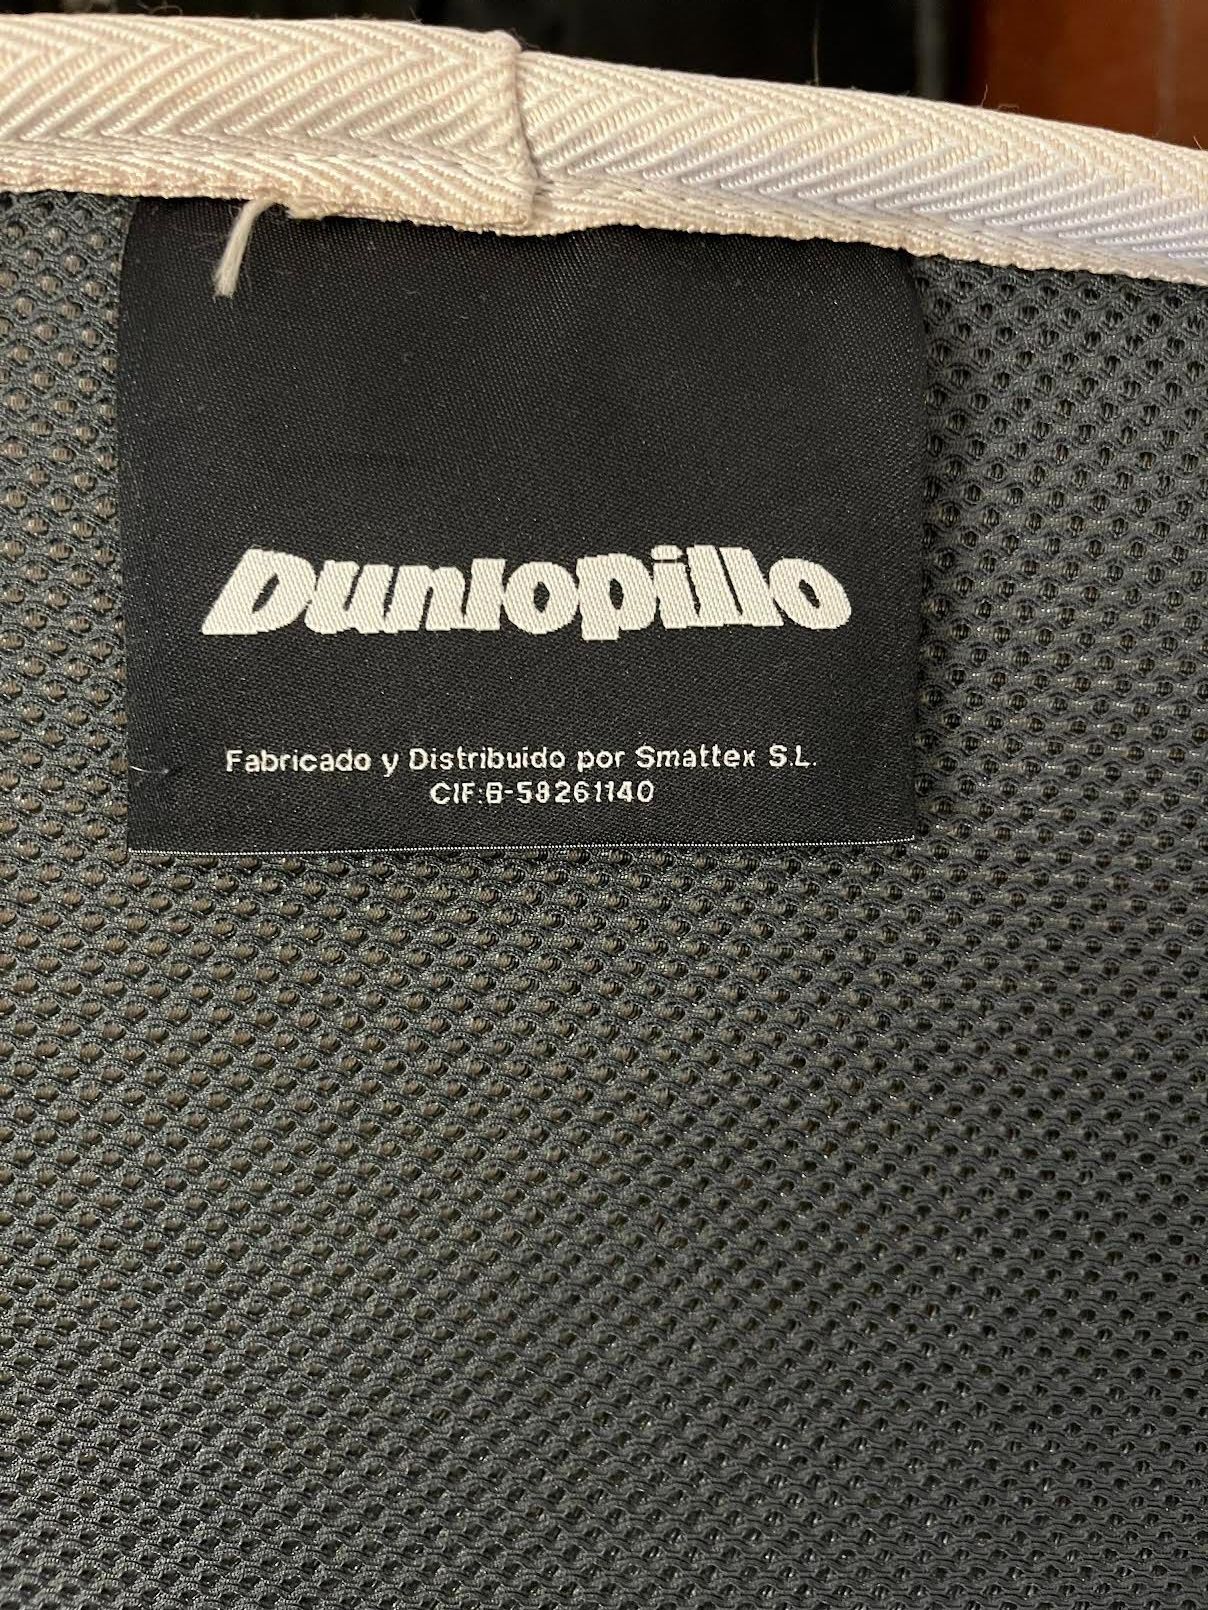 Dunlopillo
Fabricado y Distribuido por Smattex S.L.
CIF:B-58261140